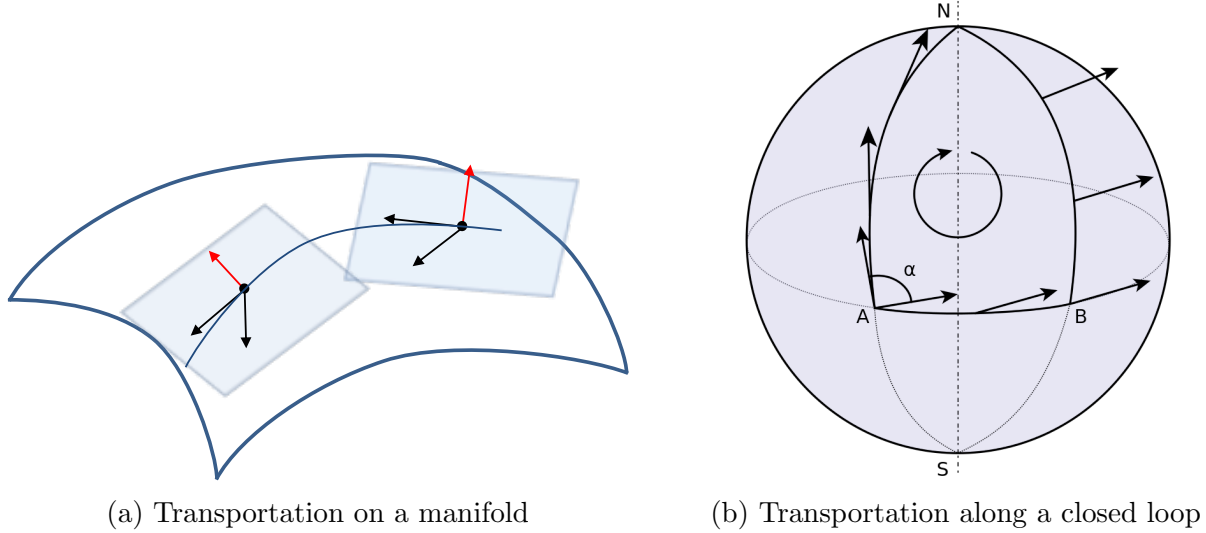 N
α
A
B
S
(a) Transportation on a manifold
(b) Transportation along a closed loop